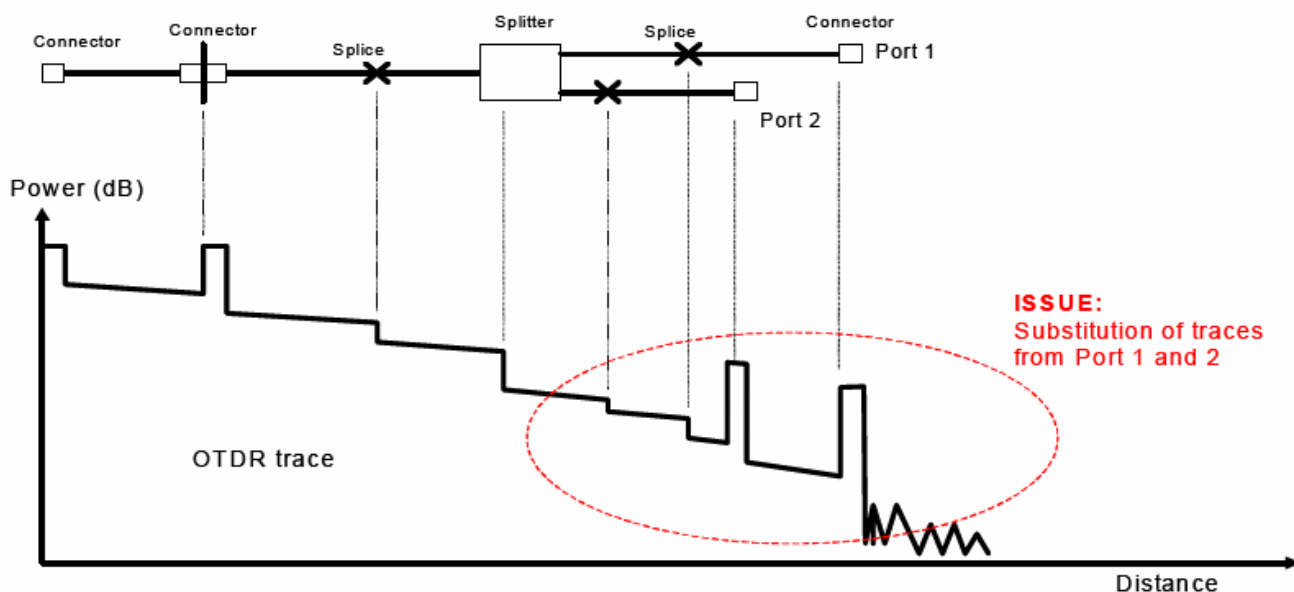 Connector
Connector
Splice
Splitter
Splice
Connector
Port 1
Port 2
Power (dB)
ISSUE:
Substitution of traces
from Port 1 and 2
OTDR trace
Distance